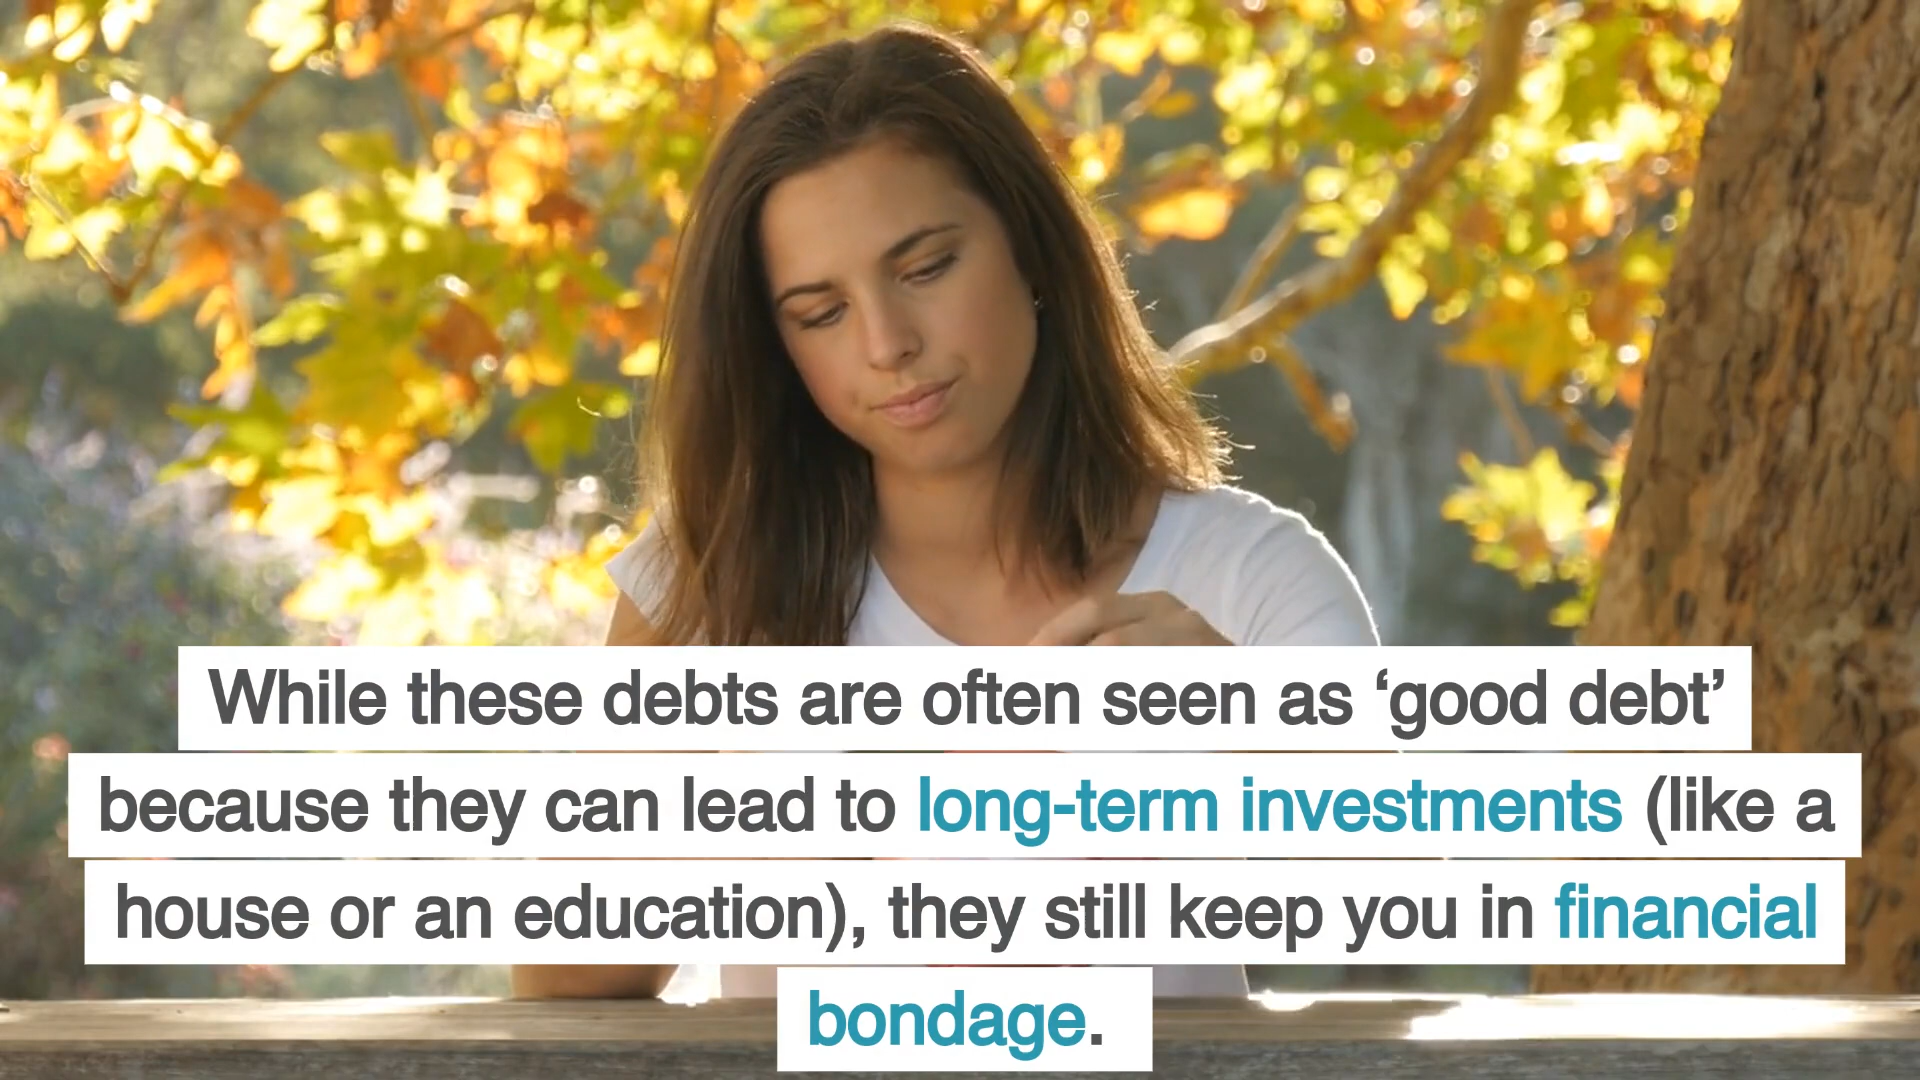 While these debts are often seen as ‘good debt’
because they can lead to long-term investments (like a
house or an education), they still keep you in financial
bondage.